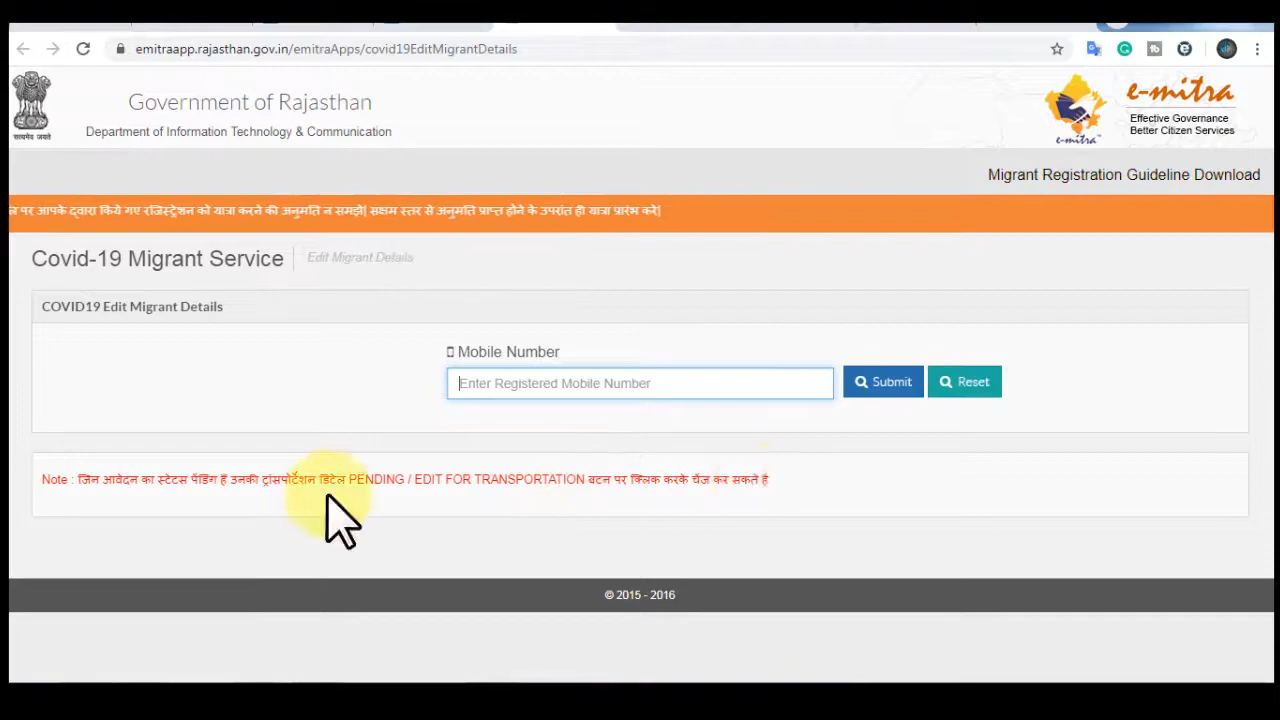 emitraapp.rajasthan.gov.in/emitraApps/covid19EditMigrantDetails
सत्यमेव जयते
Government of Rajasthan
Department of Information Technology & Communication
e-mitra
e-mitra
Effective Governance
Better Citizen Services
Migrant Registration Guideline Download
पर आपके द्वारा किये गए रजिस्ट्रेशन को यात्रा करने की अनुमति न समझे| सक्षम स्तर से अनुमति प्राप्त होने के उपरांत ही यात्रा प्रारंभ करे|
Covid-19 Migrant Service
Edit Migrant Details
COVID19 Edit Migrant Details
Mobile Number
Enter Registered Mobile Number
Submit
Reset
Note : जिन आवेदन का स्टेटस पेंडिंग हैं उनकी ट्रांसपोर्टेशन डिटेल PENDING / EDIT FOR TRANSPORTATION बटन पर क्लिक करके चेंज कर सकते है
© 2015 - 2016